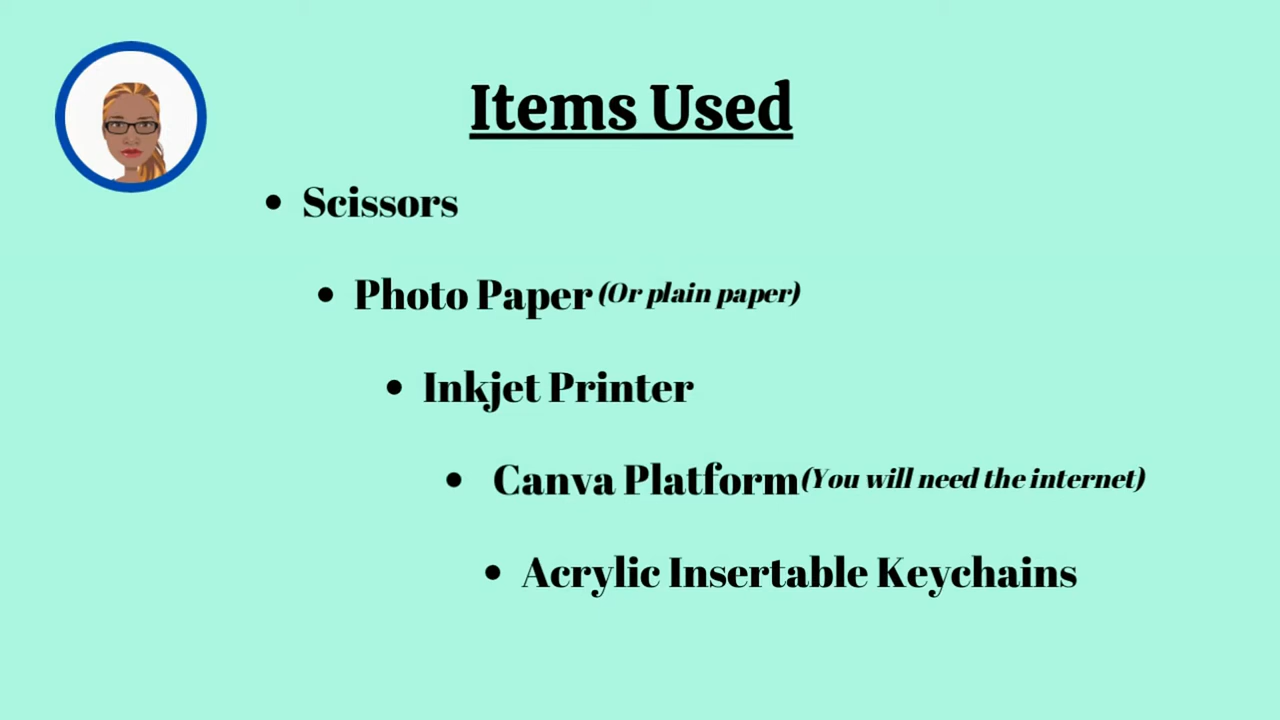 Items Used
• Scissors
• Photo Paper (Or plain paper)
• Inkjet Printer
• Canva Platform(You will need the internet)
• Acrylic Insertable Keychains